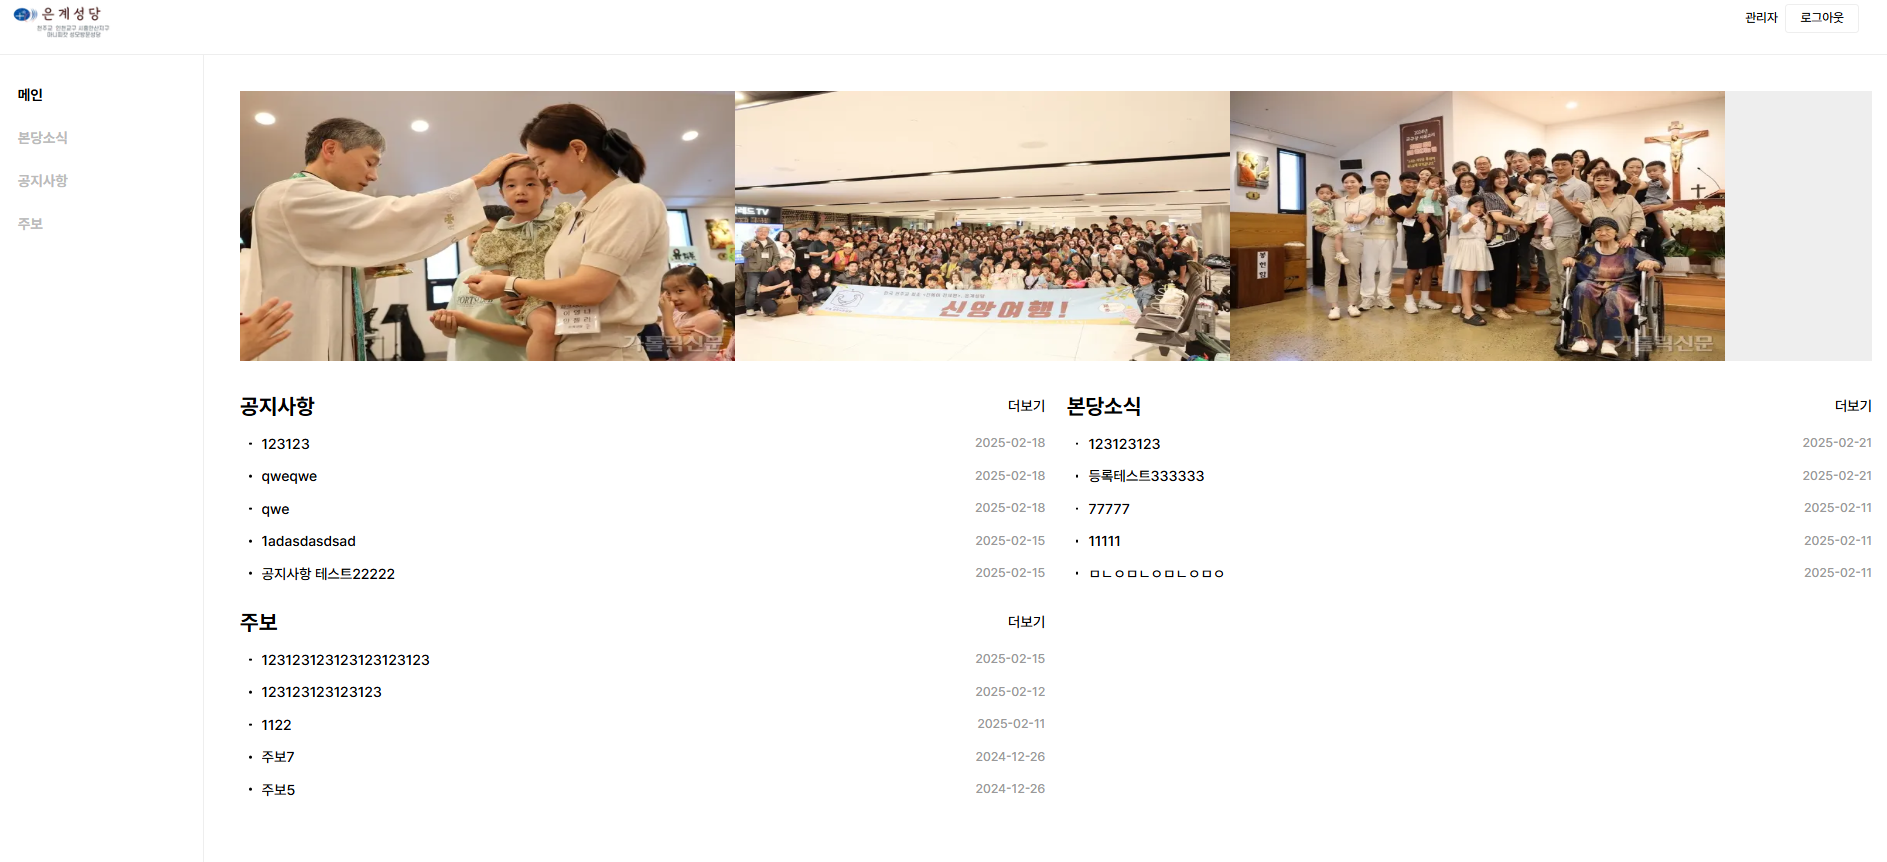 은계성당
관리자
로그아웃
메인
본당소식
공지사항
주보
신앙여행!
가톨릭신문
가톨릭신문
공지사항
더보기
· 123123
2025-02-18
· qweqwe
2025-02-18
· qwe
2025-02-18
· 1adasdasdsad
2025-02-15
· 공지사항 테스트22222
2025-02-15
본당소식
더보기
· 123123123
2025-02-21
· 등록테스트333333
2025-02-21
· 77777
2025-02-11
· 11111
2025-02-11
· ㅁㄴㅇㅁㄴㅇㅁㄴㅇㅁㅇ
2025-02-11
주보
더보기
· 123123123123123123123
2025-02-15
· 123123123123123
2025-02-12
· 1122
2025-02-11
· 주보7
2024-12-26
· 주보5
2024-12-26